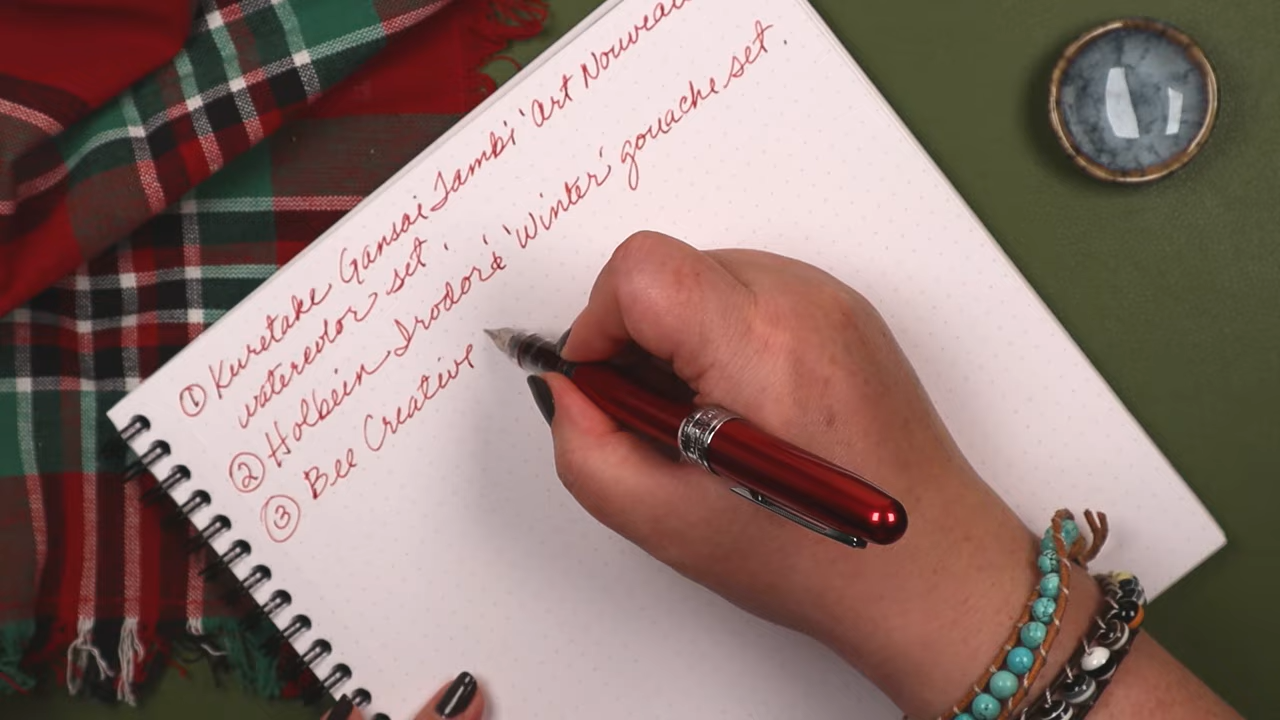 ① Kuretake Gansai Tambi 'Art Nouveau
watercolor set'
② Holbein Irodori 'Winter' gouache set.
③ Bee Creative